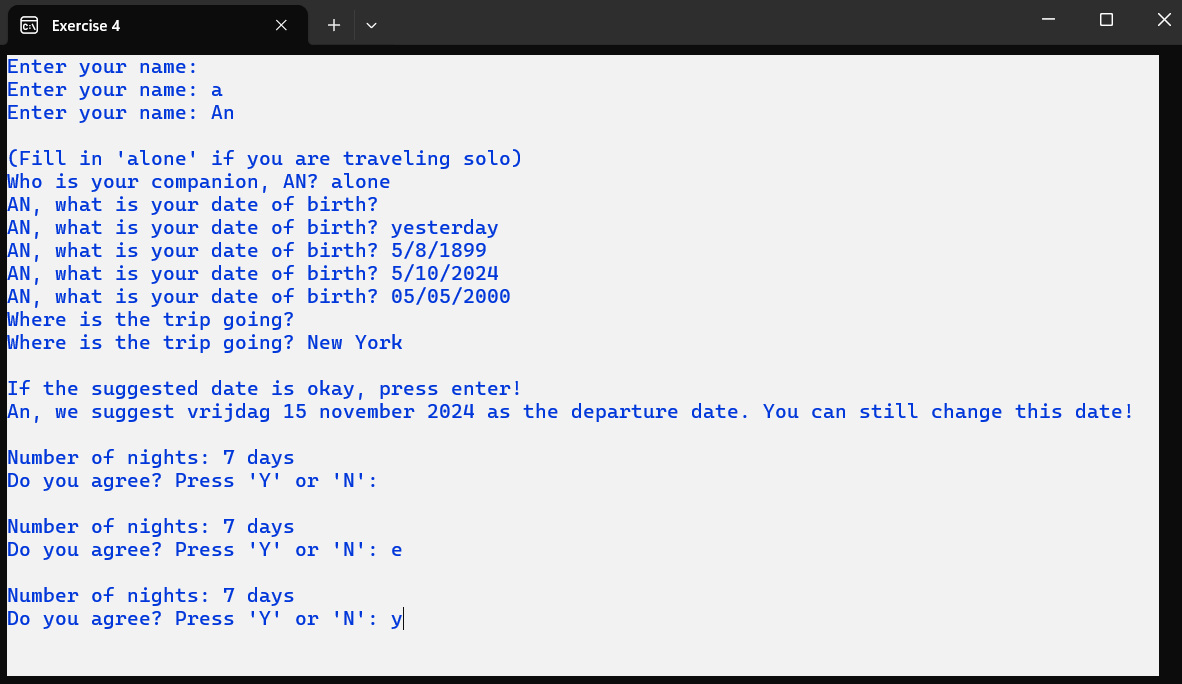 Exercise 4
Enter your name:
Enter your name: a
Enter your name: An
(Fill in 'alone' if you are traveling solo)
Who is your companion, AN? alone
AN, what is your date of birth?
AN, what is your date of birth? yesterday
AN, what is your date of birth? 5/8/1899
AN, what is your date of birth? 5/10/2024
AN, what is your date of birth? 05/05/2000
Where is the trip going?
Where is the trip going? New York
If the suggested date is okay, press enter!
An, we suggest vrijdag 15 november 2024 as the departure date. You can still change this date!
Number of nights: 7 days
Do you agree? Press 'Y' or 'N':
Number of nights: 7 days
Do you agree? Press 'Y' or 'N': e
Number of nights: 7 days
Do you agree? Press 'Y' or 'N': y